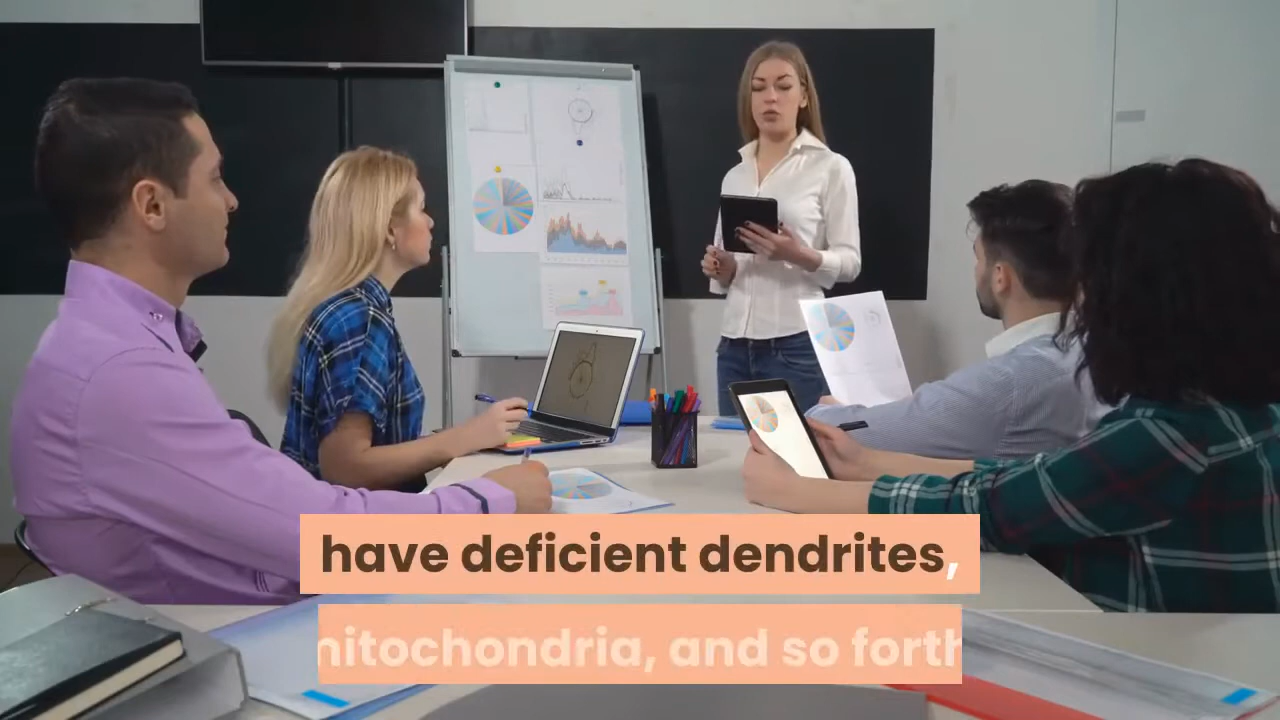 have deficient dendrites,
mitochondria, and so forth